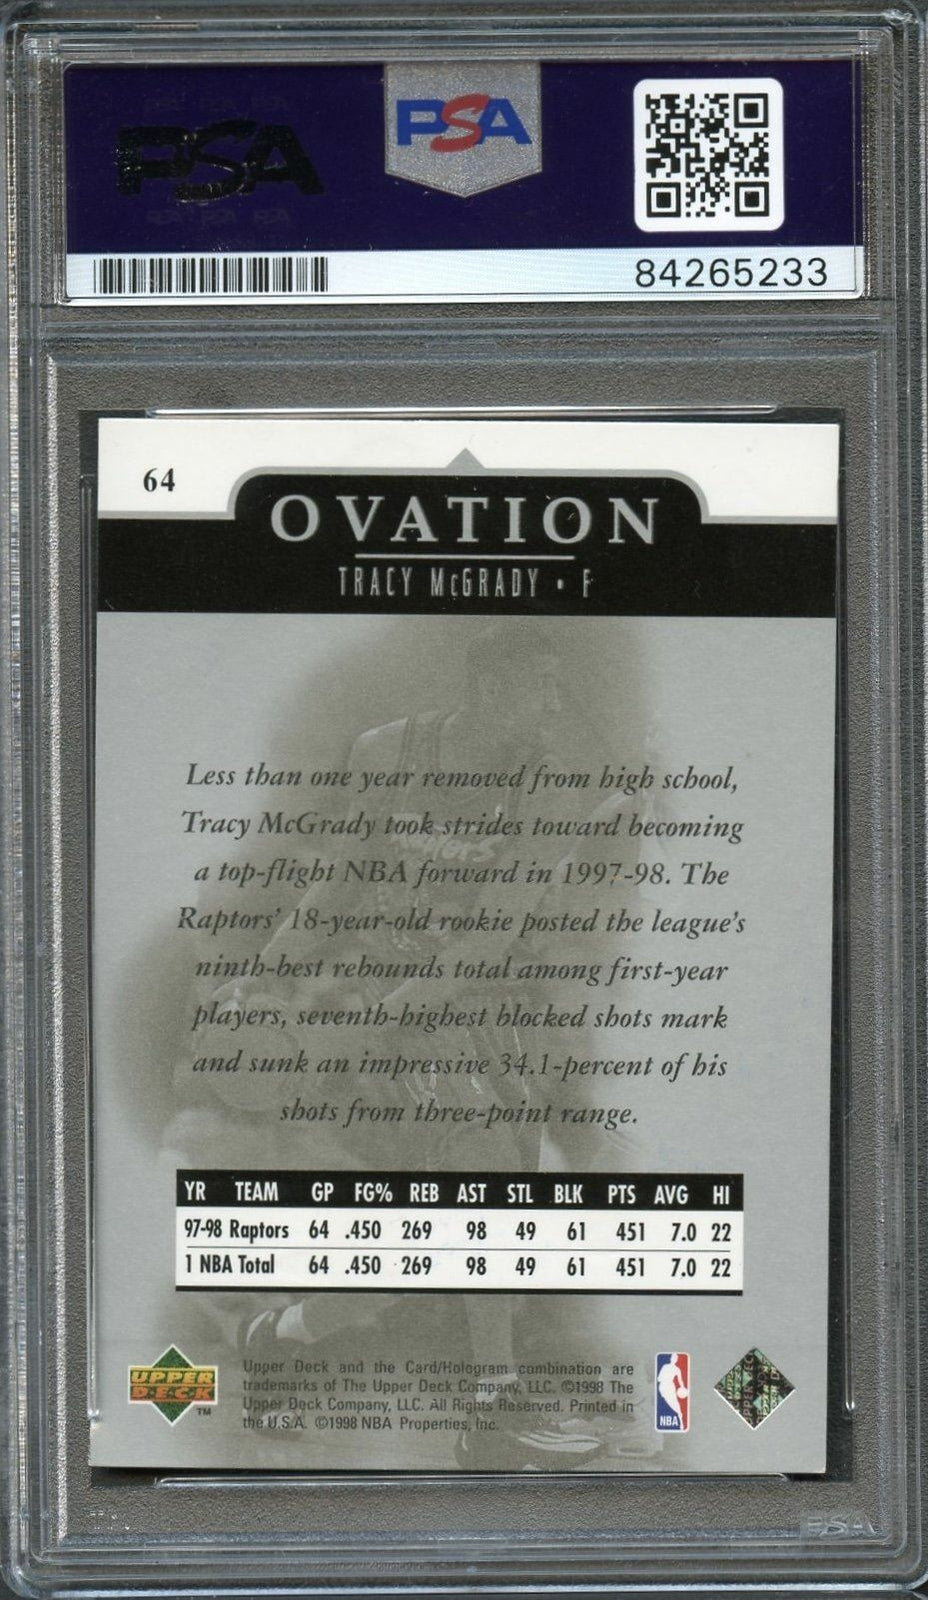 PSA
PSA
84265233
64
OVATION
TRACY McGRADY • F
Less than one year removed from high school,
Tracy McGrady took strides toward becoming
a top-flight NBA forward in 1997-98. The
Raptors' 18-year-old rookie posted the league's
ninth-best rebounds total among first-year
players, seventh-highest blocked shots mark
and sunk an impressive 34.1-percent of his
shots from three-point range.
YR TEAM GP FG% REB AST STL BLK PTS AVG HI
97-98 Raptors 64 .450 269 98 49 61 451 7.0 22
1 NBA Total 64 .450 269 98 49 61 451 7.0 22
UPPER
D•E•C•K
™
Upper Deck and the Card/Hologram combination are
trademarks of The Upper Deck Company, LLC. ©1998 The
Upper Deck Company, LLC. All Rights Reserved. Printed in
the U.S.A. ©1998 NBA Properties, Inc.
NBA
PSA